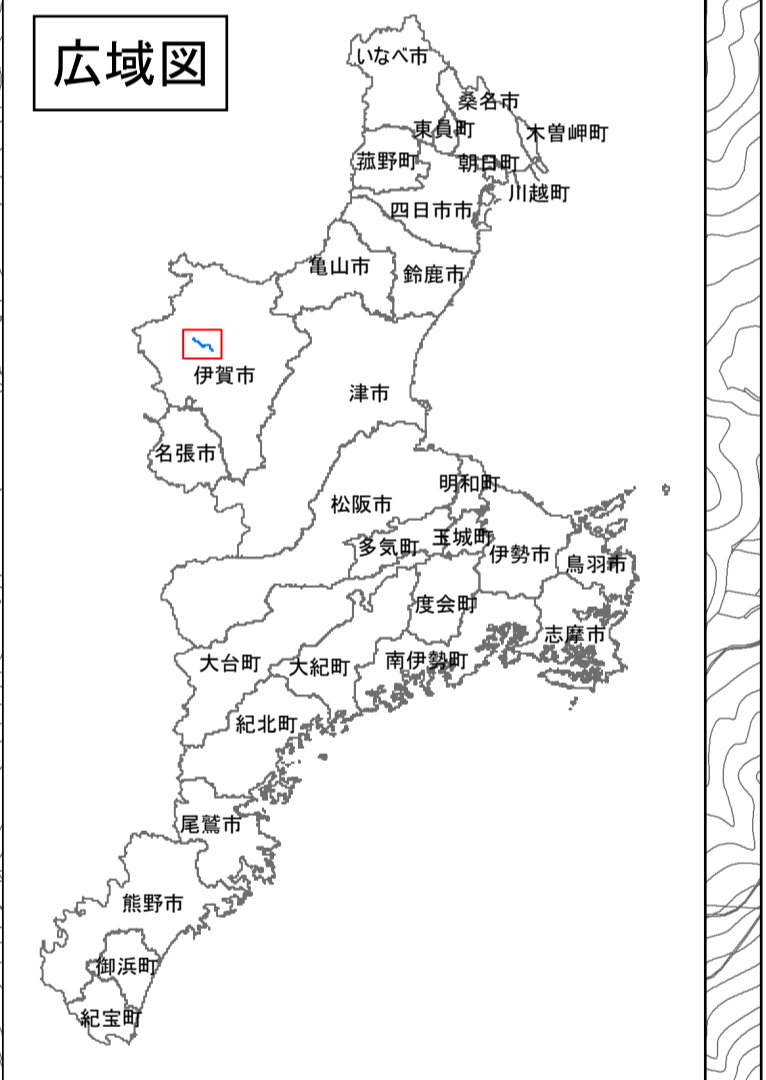 広域図
いなべ市
桑名市
東員町
木曽岬町
菰野町
朝日町
川越町
四日市市
亀山市
鈴鹿市
伊賀市
津市
名張市
明和町
松阪市
玉城町
多気町
伊勢市
鳥羽市
度会町
志摩市
大台町
大紀町
南伊勢町
紀北町
尾鷲市
熊野市
御浜町
紀宝町